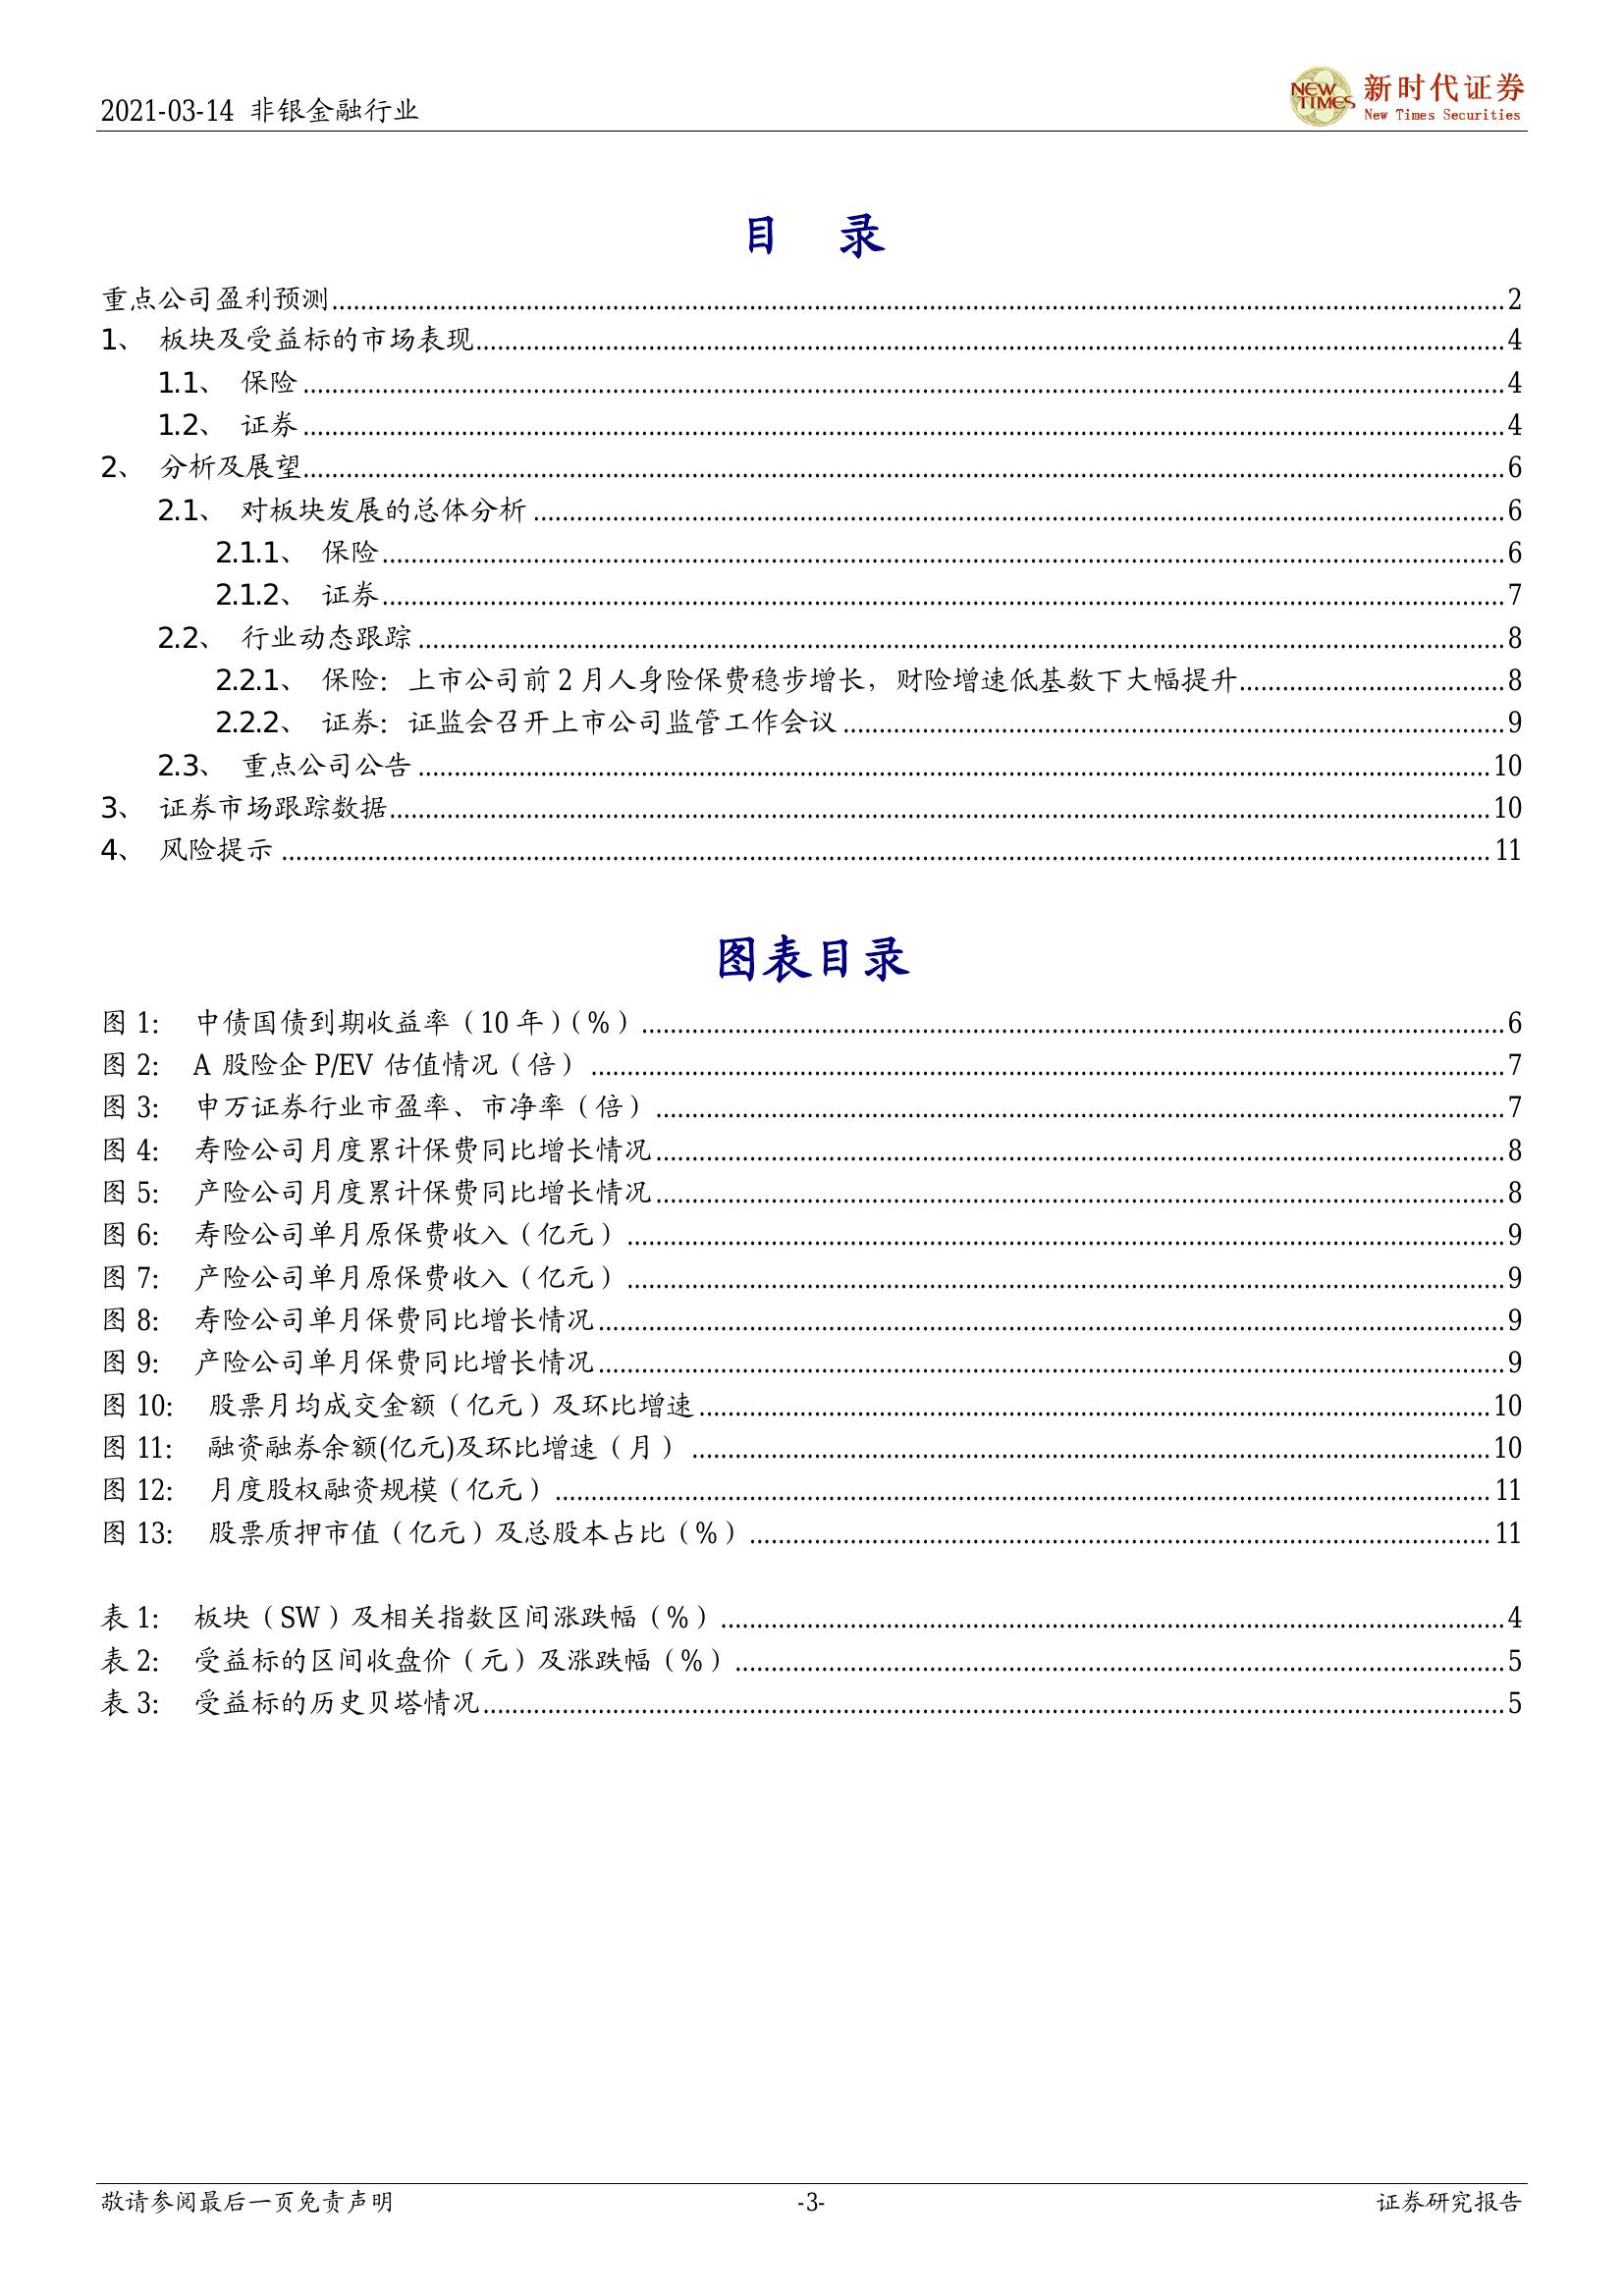 2021-03-14 非银金融行业
NEW TIMES 新时代证券
New Times Securities
目 录
重点公司盈利预测 2
1、 板块及受益标的市场表现 4
1.1、 保险 4
1.2、 证券 4
2、 分析及展望 6
2.1、 对板块发展的总体分析 6
2.1.1、 保险 6
2.1.2、 证券 7
2.2、 行业动态跟踪 8
2.2.1、 保险：上市公司前 2 月人身险保费稳步增长，财险增速低基数下大幅提升 8
2.2.2、 证券：证监会召开上市公司监管工作会议 9
2.3、 重点公司公告 10
3、 证券市场跟踪数据 10
4、 风险提示 11
图表目录
图 1: 中债国债到期收益率（10 年）（%） 6
图 2: A 股险企 P/EV 估值情况（倍） 7
图 3: 申万证券行业市盈率、市净率（倍） 7
图 4: 寿险公司月度累计保费同比增长情况 8
图 5: 产险公司月度累计保费同比增长情况 8
图 6: 寿险公司单月原保费收入（亿元） 9
图 7: 产险公司单月原保费收入（亿元） 9
图 8: 寿险公司单月保费同比增长情况 9
图 9: 产险公司单月保费同比增长情况 9
图 10: 股票月均成交金额（亿元）及环比增速 10
图 11: 融资融券余额(亿元)及环比增速（月） 10
图 12: 月度股权融资规模（亿元） 11
图 13: 股票质押市值（亿元）及总股本占比（%） 11
表 1: 板块（SW）及相关指数区间涨跌幅（%） 4
表 2: 受益标的区间收盘价（元）及涨跌幅（%） 5
表 3: 受益标的历史贝塔情况 5
敬请参阅最后一页免责声明 -3- 证券研究报告